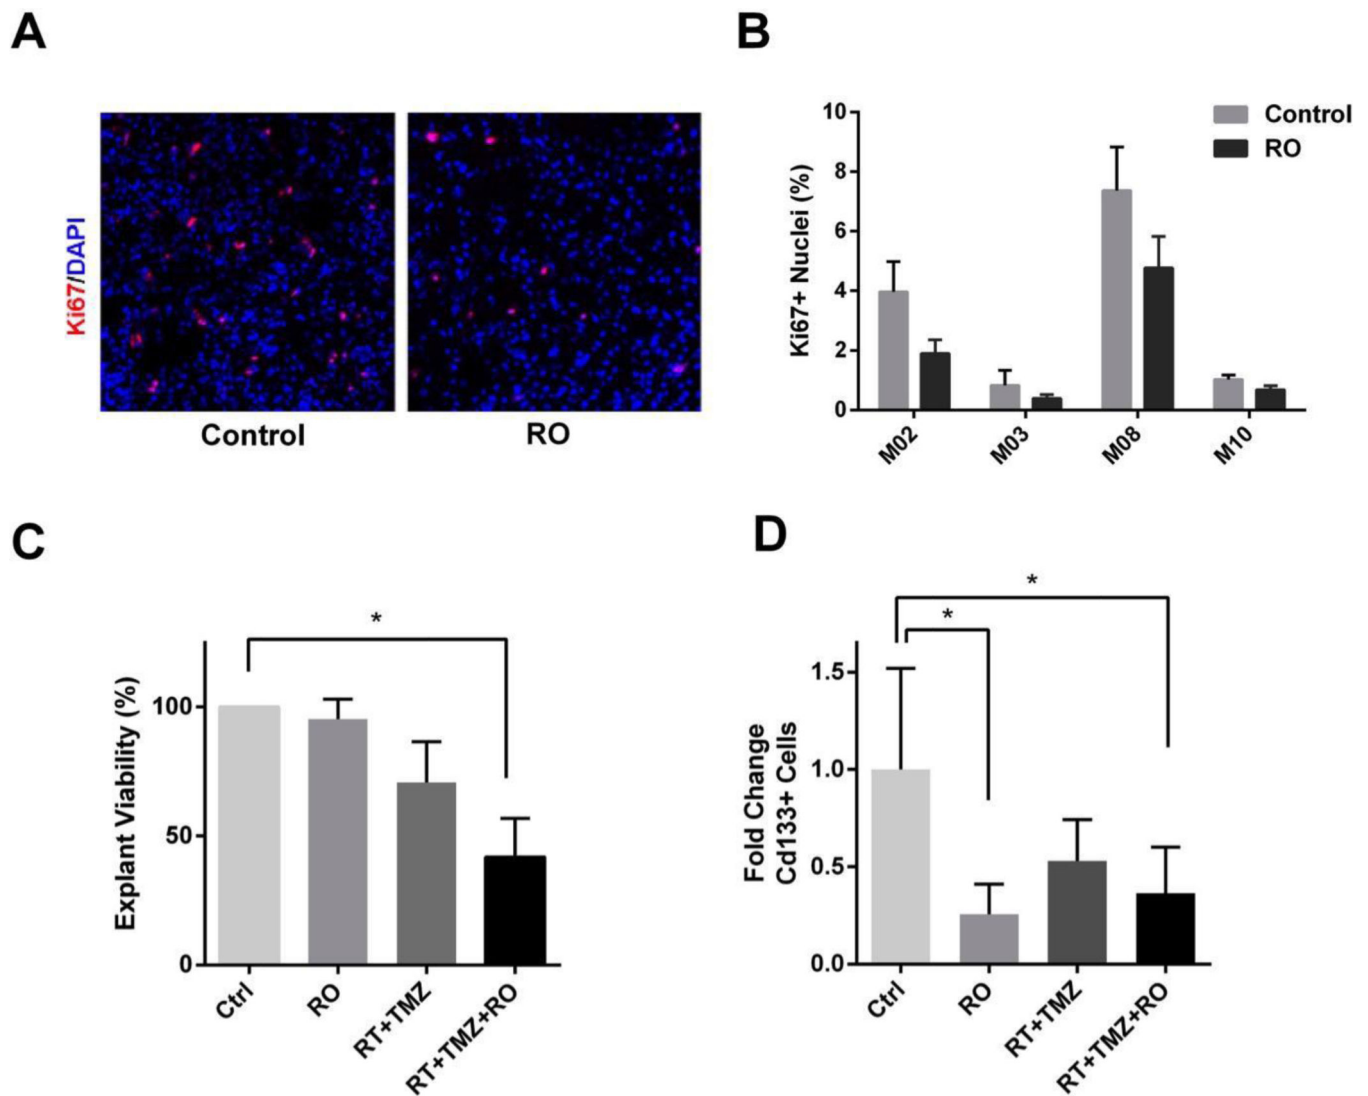 A
Ki67/DAPI
Control
RO
B
Ki67+ Nuclei (%)
10
8
6
4
2
0
Control
RO
M02
M03
M08
M10
C
Explant Viability (%)
100
50
0
*
Ctrl
RO
RT+TMZ
RT+TMZ+RO
D
Fold Change
Cd133+ Cells
1.5
1.0
0.5
0.0
*
*
Ctrl
RO
RT+TMZ
RT+TMZ+RO